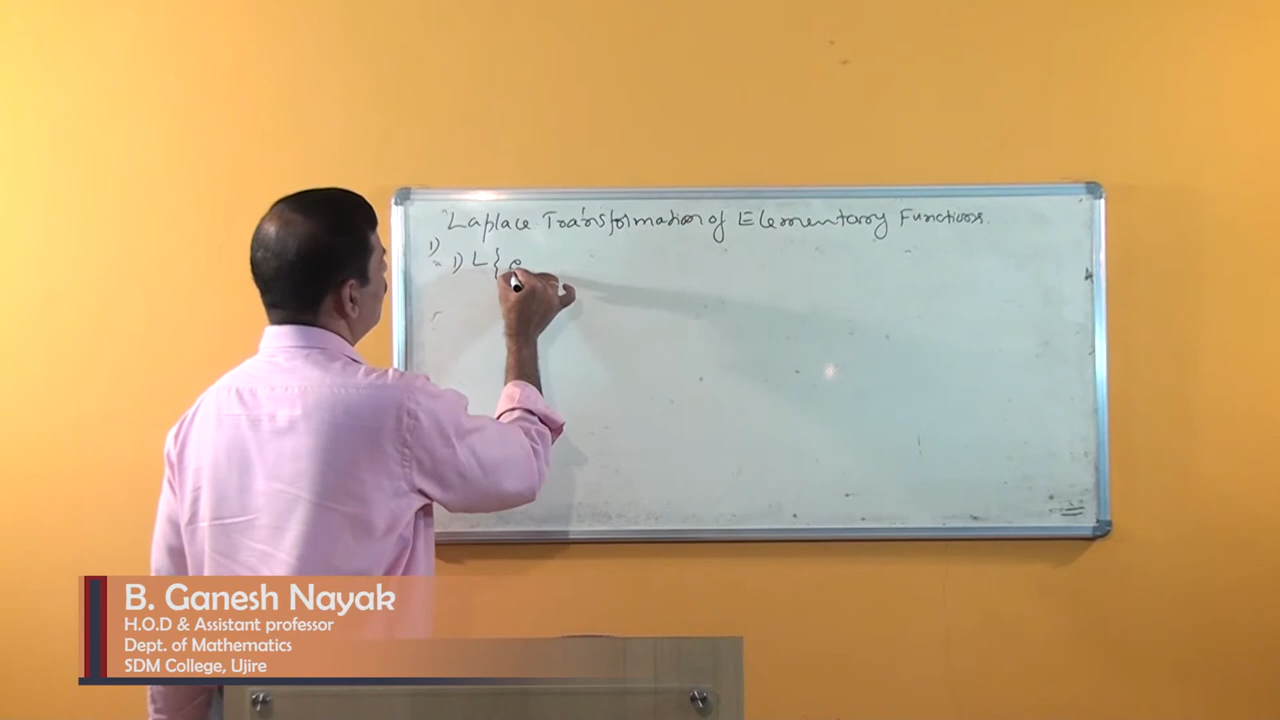 Laplace Transformation of Elementary Functions.
1)
1) L{ e
B. Ganesh Nayak
H.O.D & Assistant professor
Dept. of Mathematics
SDM College, Ujire